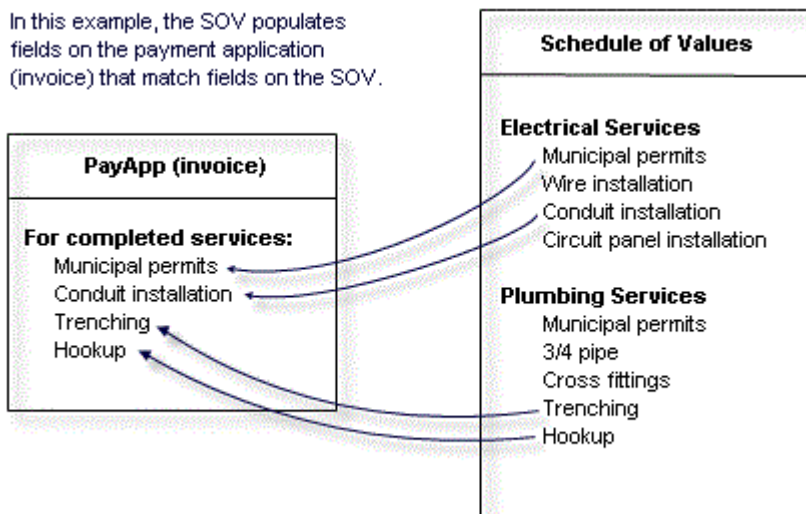 In this example, the SOV populates
fields on the payment application
(invoice) that match fields on the SOV.
PayApp (invoice)
For completed services:
Municipal permits
Conduit installation
Trenching
Hookup
Schedule of Values
Electrical Services
Municipal permits
Wire installation
Conduit installation
Circuit panel installation
Plumbing Services
Municipal permits
3/4 pipe
Cross fittings
Trenching
Hookup